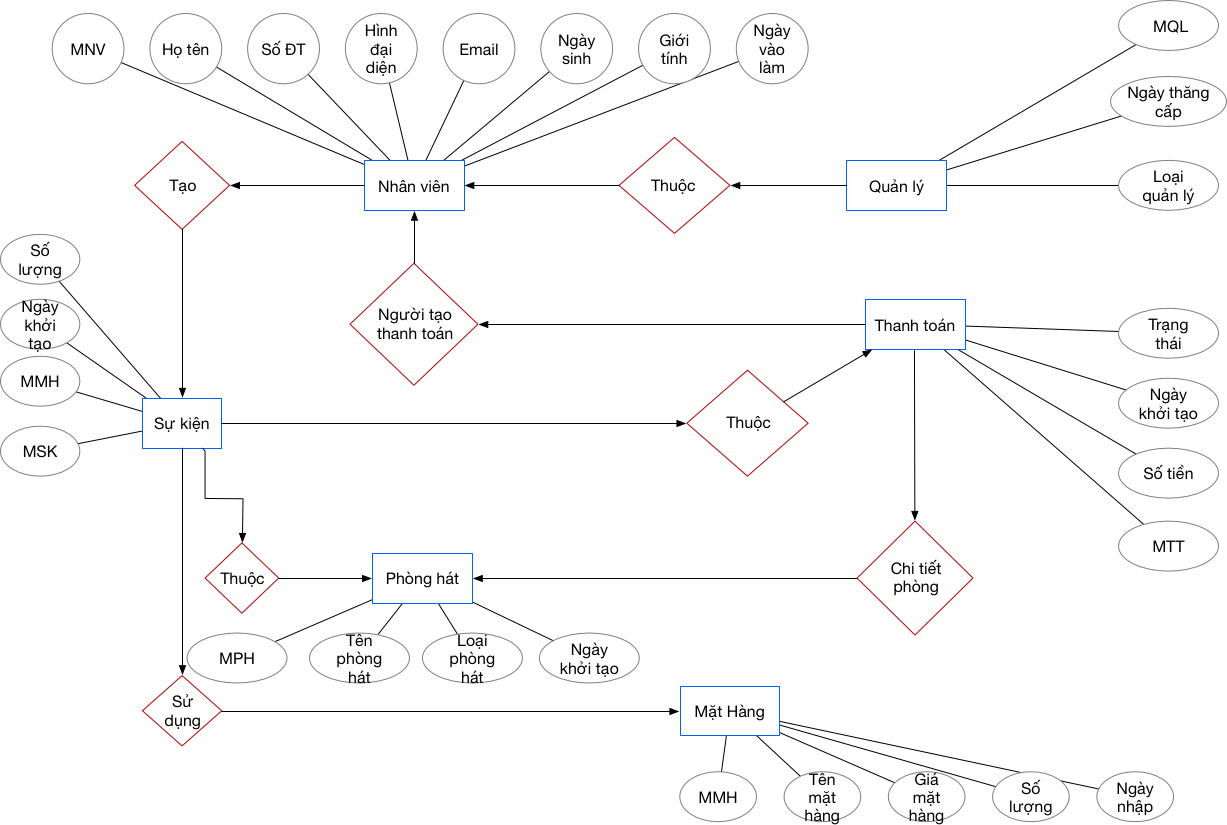 MNV
Họ tên
Số ĐT
Hình
đại
diện
Email
Ngày
sinh
Giới
tính
Ngày
vào
làm
MQL
Ngày thăng
cấp
Loại
quản lý
Tạo
Nhân viên
Thuộc
Quản lý
Số
lượng
Ngày
khởi
tạo
MMH
MSK
Người tạo
thanh toán
Thanh toán
Trạng
thái
Ngày
khởi tạo
Số tiền
MTT
Sự kiện
Thuộc
Thuộc
Phòng hát
Chi tiết
phòng
MPH
Tên
phòng
hát
Loại
phòng
hát
Ngày
khởi tạo
Sử
dụng
Mặt Hàng
MMH
Tên
mặt
hàng
Giá
mặt
hàng
Số
lượng
Ngày
nhập